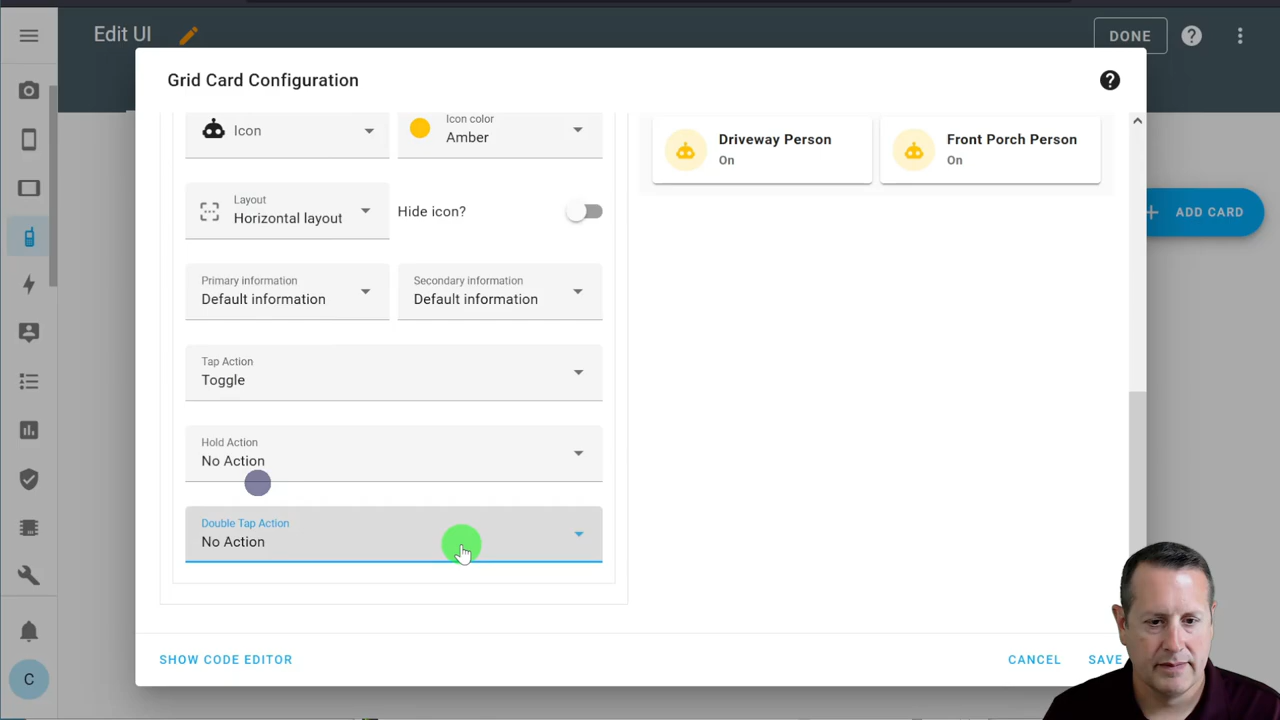 Edit UI
DONE
Grid Card Configuration
Icon
Icon color
Amber
Driveway Person
On
Front Porch Person
On
Layout
Horizontal layout
Hide icon?
ADD CARD
Primary information
Default information
Secondary information
Default information
Tap Action
Toggle
Hold Action
No Action
Double Tap Action
No Action
SHOW CODE EDITOR
CANCEL
SAVE
C